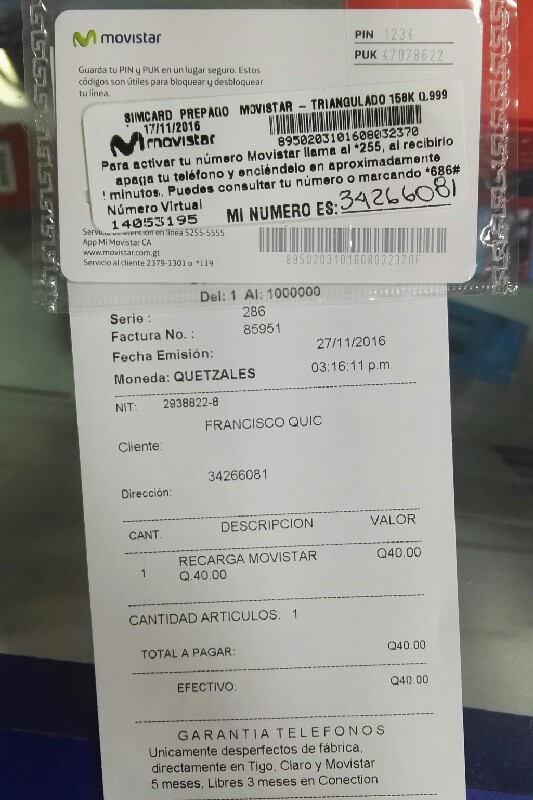 movistar
PIN 1234
PUK 47078622
Guarda tu PIN y PUK en un lugar seguro. Estos
códigos son útiles para bloquear y desbloquear
tu línea.
SIMCARD PREPAGO MOVISTAR - TRIANGULADO 158K Q.999
17/11/2016
movistar
8950203101608032370
Para activar tu número Movistar llama al *255, al recibirlo
apaga tu teléfono y enciéndelo en aproximadamente
! minutos. Puedes consultar tu número o marcando *686#
Número Virtual
14053195
MI NUMERO ES: 34266081
en línea 5255-5555
App Mi Movistar CA
www.movistar.com.gt
Servicio al cliente 2379-1301 o *119
8950203101608032370F
Del: 1 Al: 1000000
Serie : 286
Factura No. : 85951
Fecha Emisión: 27/11/2016
03:16:11 p.m.
Moneda: QUETZALES
NIT: 2938822-8
FRANCISCO QUIC
Cliente:
34266081
Dirección:
CANT. DESCRIPCION VALOR
1 RECARGA MOVISTAR Q40.00
Q.40.00
CANTIDAD ARTICULOS: 1
TOTAL A PAGAR: Q40.00
EFECTIVO: Q40.00
GARANTIA TELEFONOS
Unicamente desperfectos de fábrica,
directamente en Tigo, Claro y Movistar
5 meses, Libres 3 meses en Conection